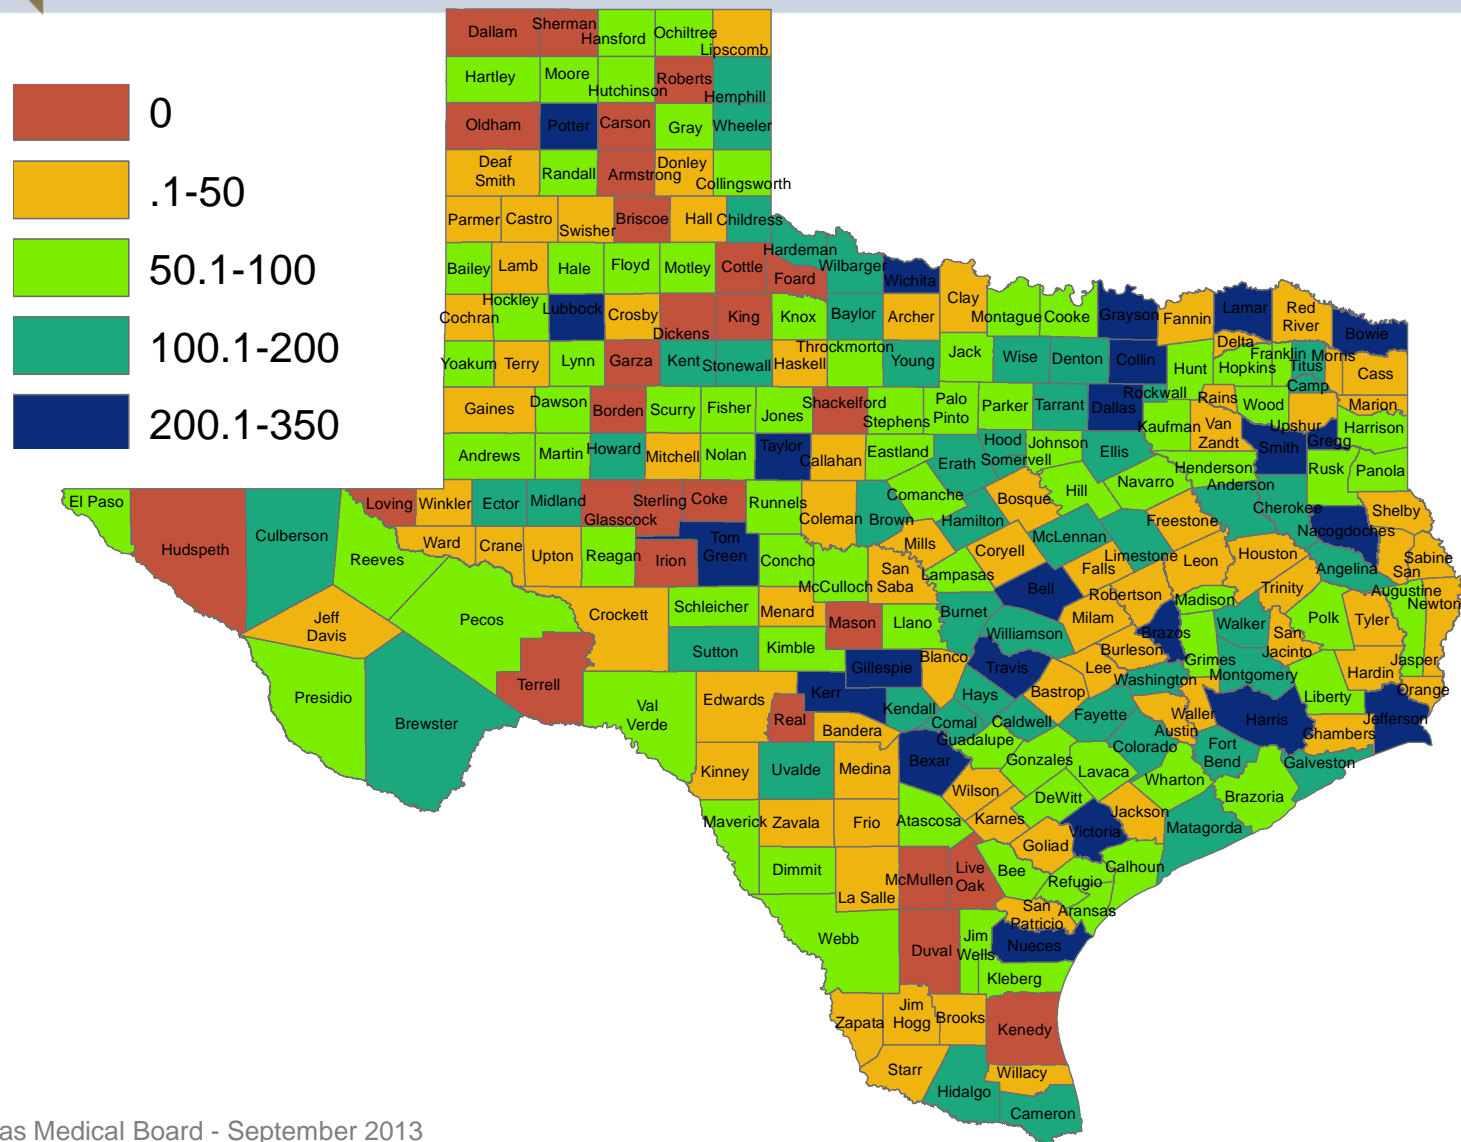 0
.1-50
50.1-100
100.1-200
200.1-350
Dallam Sherman Hansford Ochiltree Lipscomb
Hartley Moore Hutchinson Roberts Hemphill
Oldham Potter Carson Gray Wheeler
Deaf
Smith Randall Armstrong Donley Collingsworth
Parmer Castro Swisher Briscoe Hall Childress
Bailey Lamb Hale Floyd Motley Cottle Foard Hardeman Wilbarger Wichita
Cochran Hockley Lubbock Crosby Dickens King Knox Baylor Archer Clay Montague Cooke Grayson Fannin Lamar Red
River Bowie
Yoakum Terry Lynn Garza Kent Stonewall Haskell Throckmorton Young Jack Wise Denton Collin Hunt Delta Hopkins Franklin Titus Morris Cass
Camp
Gaines Dawson Borden Scurry Fisher Jones Shackelford Stephens Palo
Pinto Parker Tarrant Dallas Rockwall Kaufman Rains Wood Upshur Marion
Van
Zandt Smith Gregg Harrison
Andrews Martin Howard Mitchell Nolan Taylor Callahan Eastland Erath Hood Somervell Johnson Ellis Henderson Rusk Panola
El Paso Hudspeth Culberson Loving Winkler Ector Midland Glasscock Sterling Coke Runnels Coleman Brown Comanche Hamilton Bosque Hill Navarro Anderson Cherokee Nacogdoches Shelby
Reeves Ward Crane Upton Reagan Irion Tom
Green Concho McCulloch Mills San
Saba Lampasas Coryell McLennan Limestone Freestone Falls Leon Houston Angelina Sabine
San
Augustine
Jeff
Davis Pecos Crockett Schleicher Menard Mason Llano Burnet Bell Williamson Milam Robertson Madison Trinity Polk Tyler Jasper Newton
Presidio Brewster Terrell Sutton Kimble Gillespie Blanco Travis Lee Burleson Brazos Grimes Walker San
Jacinto Hardin Orange
Val
Verde Edwards Real Kerr Kendall Hays Bastrop Washington Montgomery Liberty Jefferson
Kinney Uvalde Bandera Medina Bexar Comal Guadalupe Caldwell Fayette Austin Waller Harris Chambers
Maverick Zavala Frio Atascosa Wilson Karnes Gonzales DeWitt Lavaca Colorado Wharton Fort
Bend Brazoria Galveston
Dimmit La Salle McMullen Live
Oak Bee Goliad Victoria Jackson Matagorda
Refugio Calhoun Aransas
Webb Duval Jim
Wells San
Patricio Nueces
Kleberg
Zapata Jim
Hogg Brooks Kenedy
Starr Hidalgo Willacy
Cameron
as Medical Board - September 2013